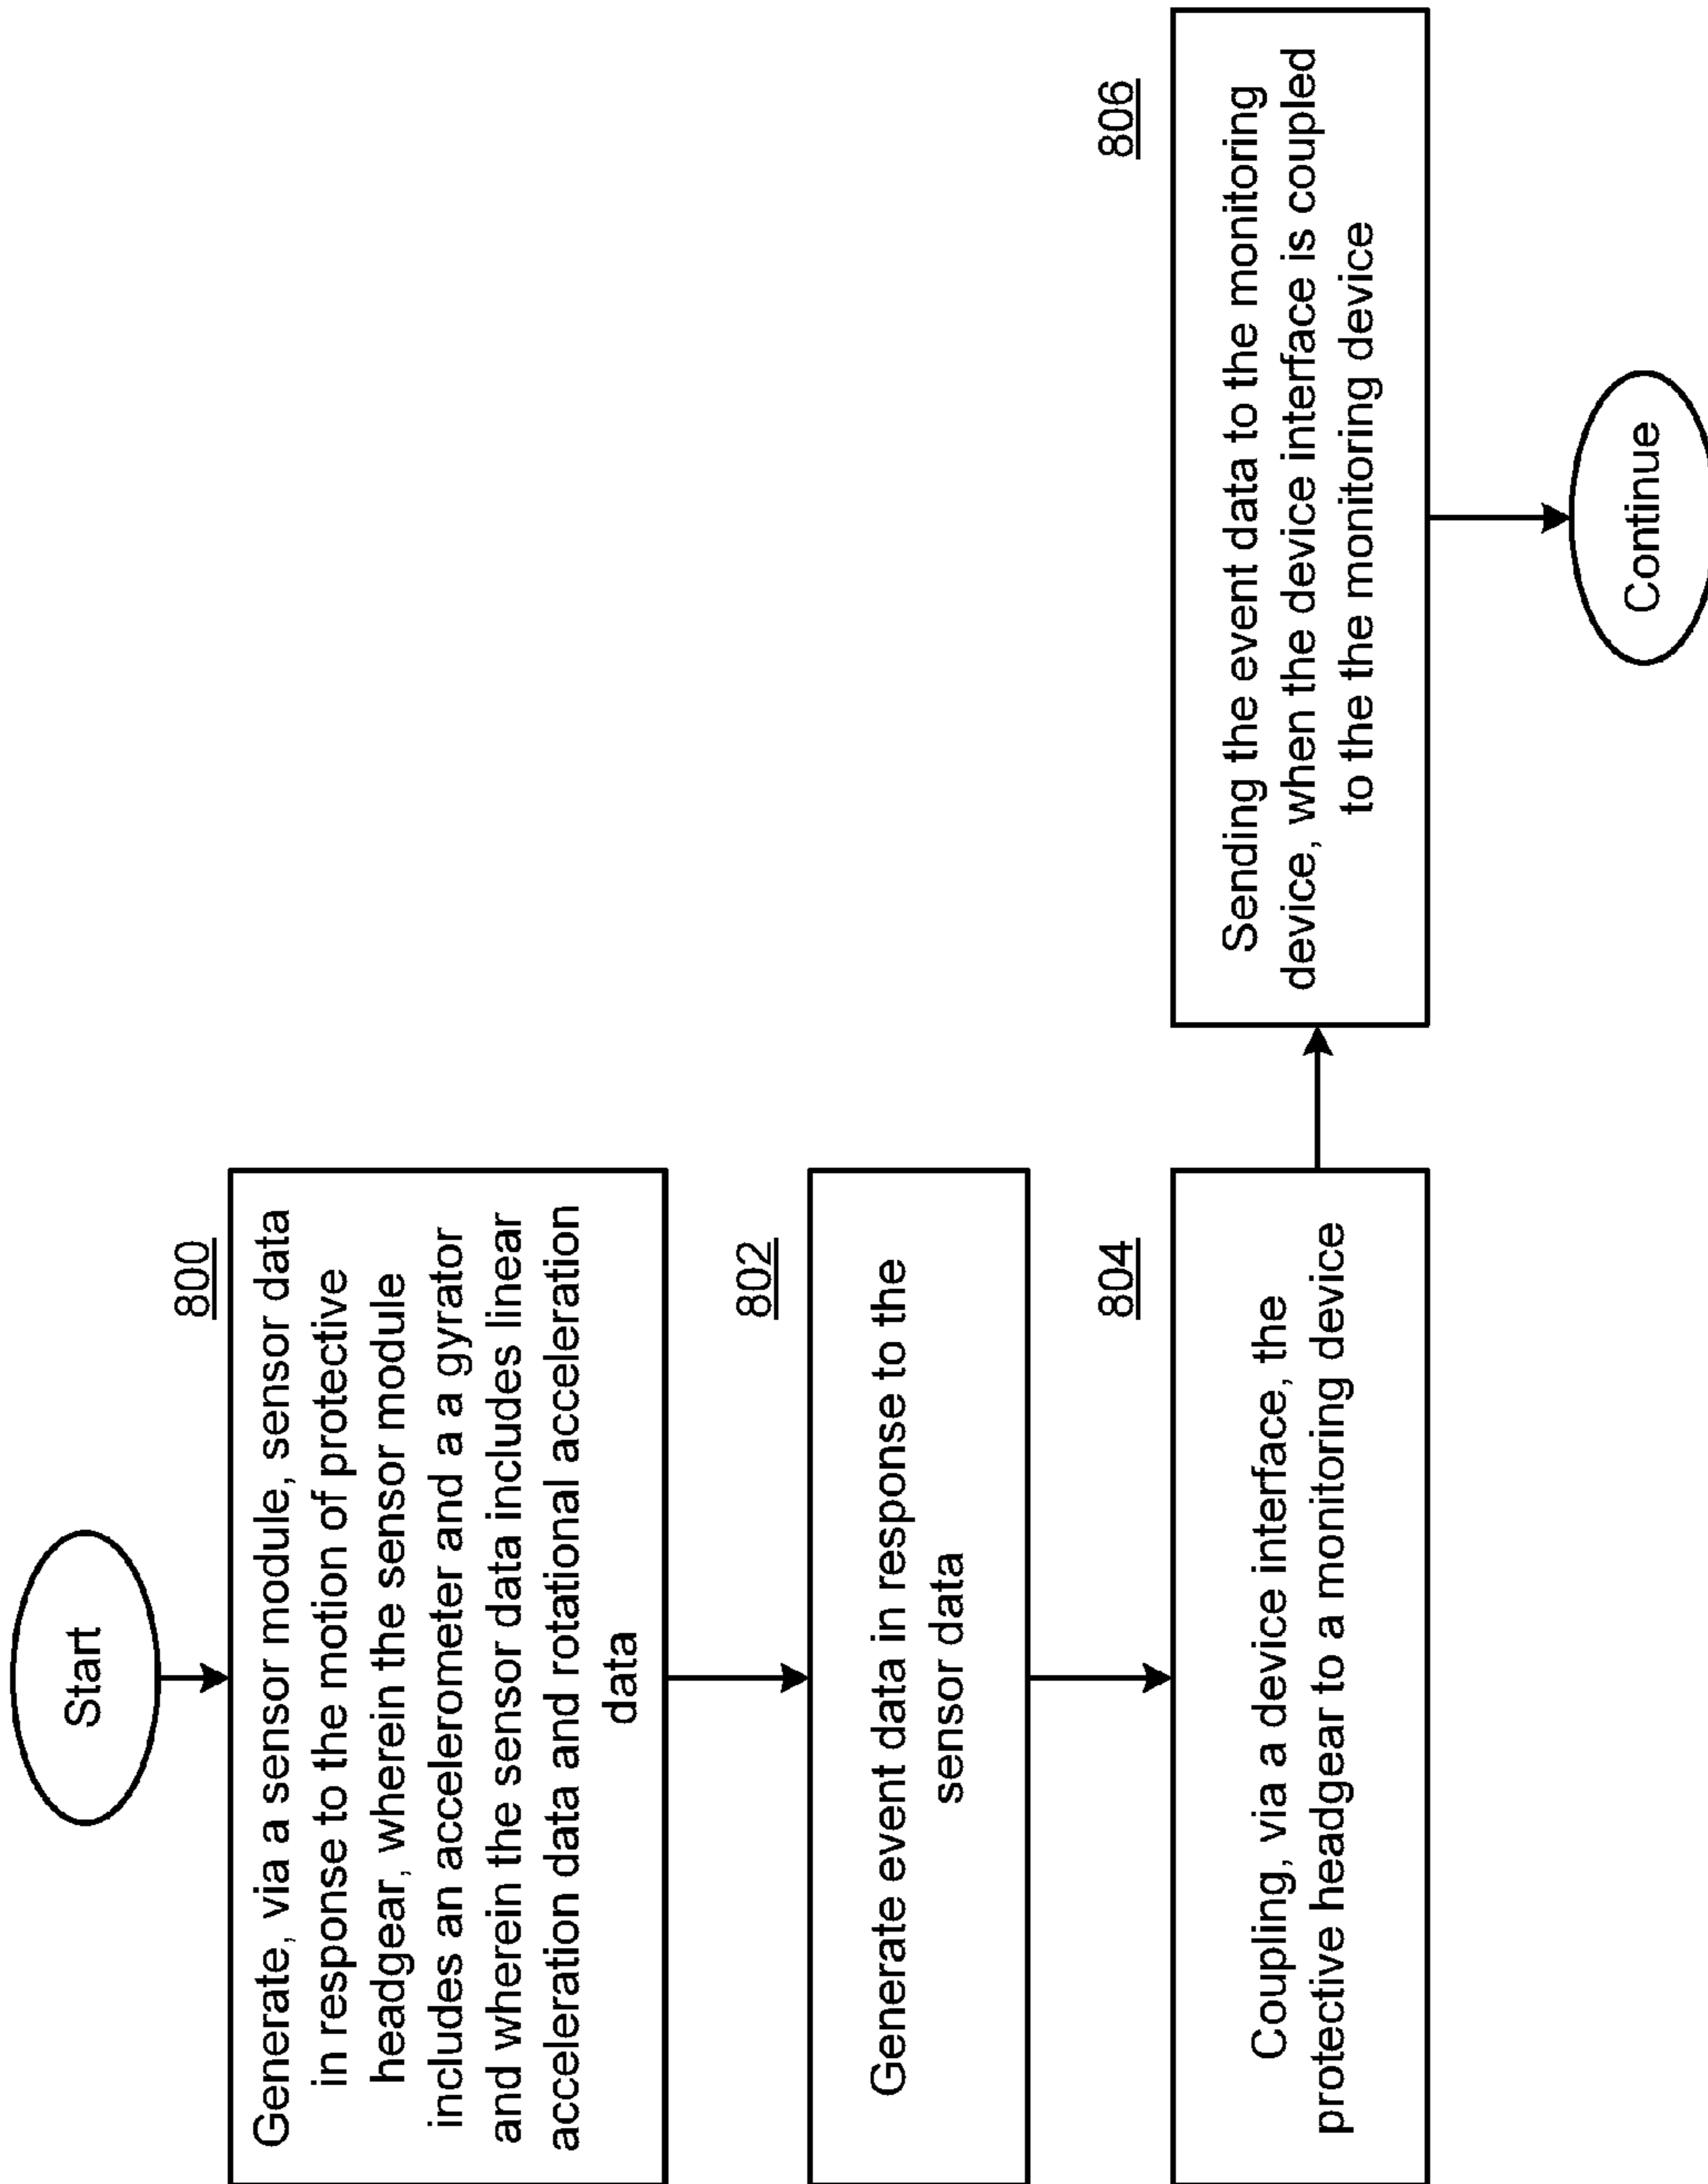 Start
800
Generate, via a sensor module, sensor data
in response to the motion of protective
headgear, wherein the sensor module
includes an accelerometer and a a gyrator
and wherein the sensor data includes linear
acceleration data and rotational acceleration
data
802
Generate event data in response to the
sensor data
804
Coupling, via a device interface, the
protective headgear to a monitoring device
806
Sending the event data to the monitoring
device, when the device interface is coupled
to the the monitoring device
Continue